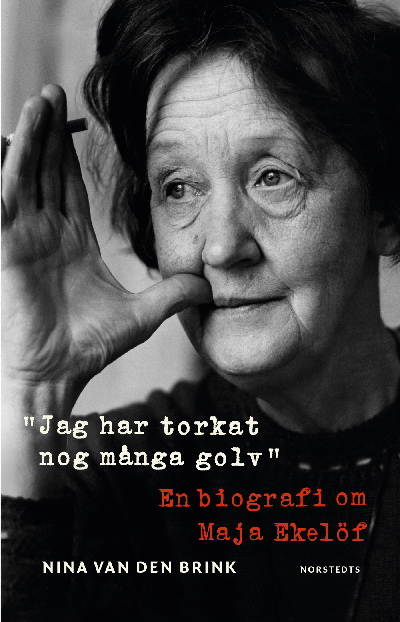 "Jag har torkat
nog många golv"
En biografi om
Maja Ekelöf
NINA VAN DEN BRINK
NORSTEDTS